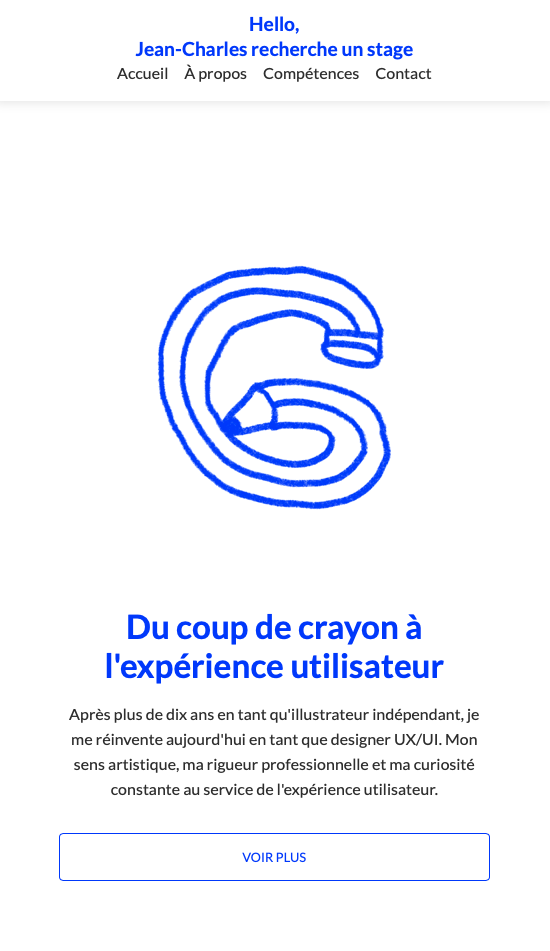 Hello,
Jean-Charles recherche un stage
Accueil À propos Compétences Contact
Du coup de crayon à
l'expérience utilisateur
Après plus de dix ans en tant qu'illustrateur indépendant, je
me réinvente aujourd'hui en tant que designer UX/UI. Mon
sens artistique, ma rigueur professionnelle et ma curiosité
constante au service de l'expérience utilisateur.
VOIR PLUS